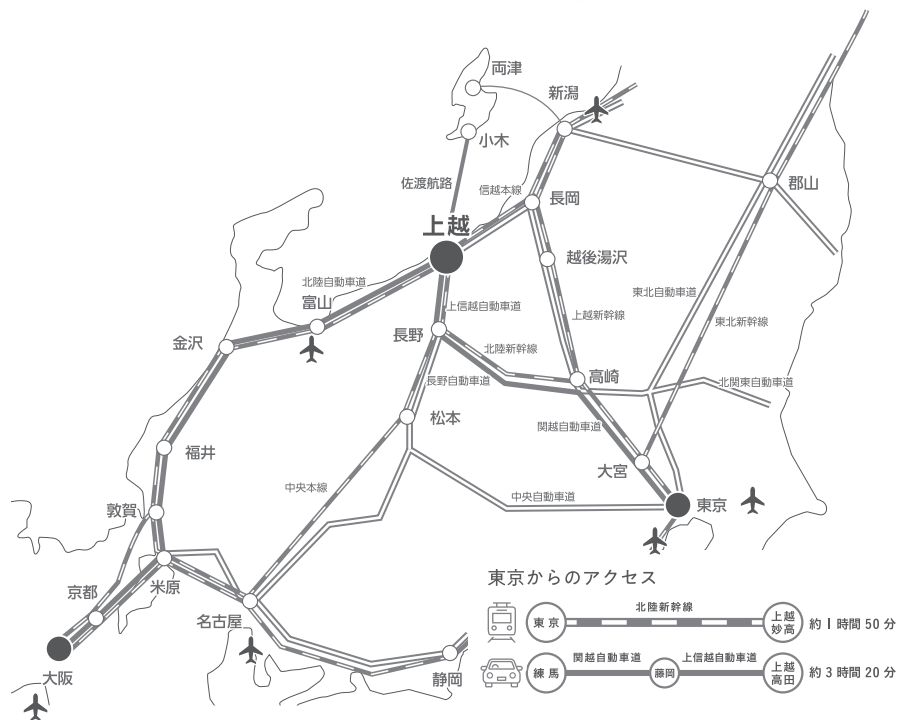 両津
新潟
小木
佐渡航路
信越本線
長岡
郡山
上越
越後湯沢
北陸自動車道
富山
上信越自動車道
東北自動車道
上越新幹線
東北新幹線
金沢
長野
北陸新幹線
高崎
長野自動車道
北関東自動車道
松本
関越自動車道
福井
大宮
中央本線
中央自動車道
東京
敦賀
米原
京都
名古屋
大阪
静岡
東京からのアクセス
北陸新幹線
東京
上越
妙高
約1時間50分
関越自動車道
上信越自動車道
練馬
藤岡
上越
高田
約3時間20分